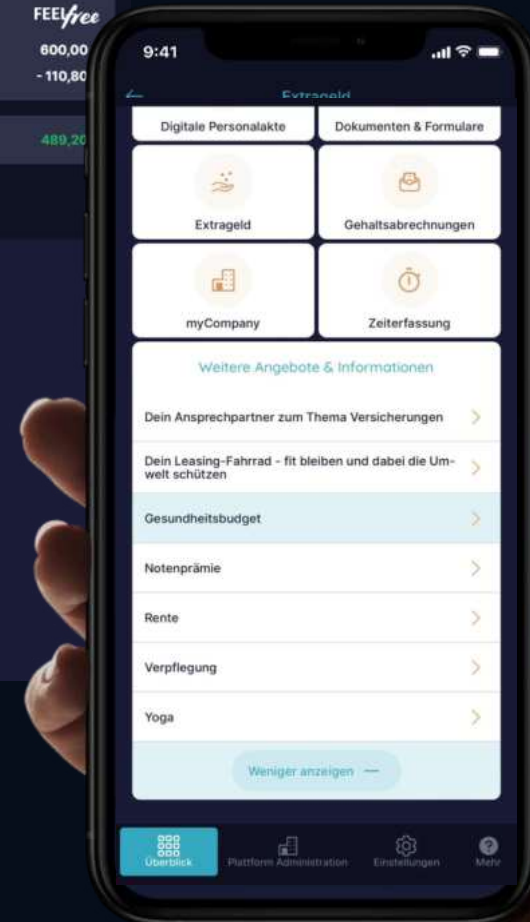 FEELfree
600,00
- 110,80
489,20
9:41
Extrageld
Digitale Personalakte
Dokumenten & Formulare
Extrageld
Gehaltsabrechnungen
myCompany
Zeiterfassung
Weitere Angebote & Informationen
Dein Ansprechpartner zum Thema Versicherungen
Dein Leasing-Fahrrad - fit bleiben und dabei die Um-
welt schützen
Gesundheitsbudget
Notenprämie
Rente
Verpflegung
Yoga
Weniger anzeigen
Überblick
Plattform Administration
Einstellungen
Mehr